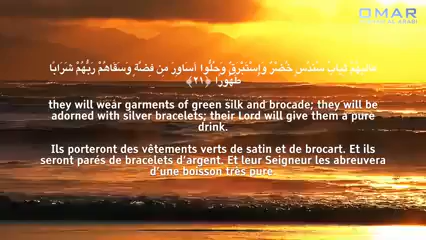 OMAR
AL ARABI
عَالِيَهُمْ ثِيَابُ سُندُسٍ خُضْرٌ وَإِسْتَبْرَقٌ وَحُلُّوا أَسَاوِرَ مِن فِضَّةٍ وَسَقَاهُمْ رَبُّهُمْ شَرَابًا
طَهُورًا ﴿٢١﴾
they will wear garments of green silk and brocade; they will be
adorned with silver bracelets; their Lord will give them a pure
drink.
Ils porteront des vêtements verts de satin et de brocart. Et ils
seront parés de bracelets d’argent. Et leur Seigneur les abreuvera
d’une boisson très pure.